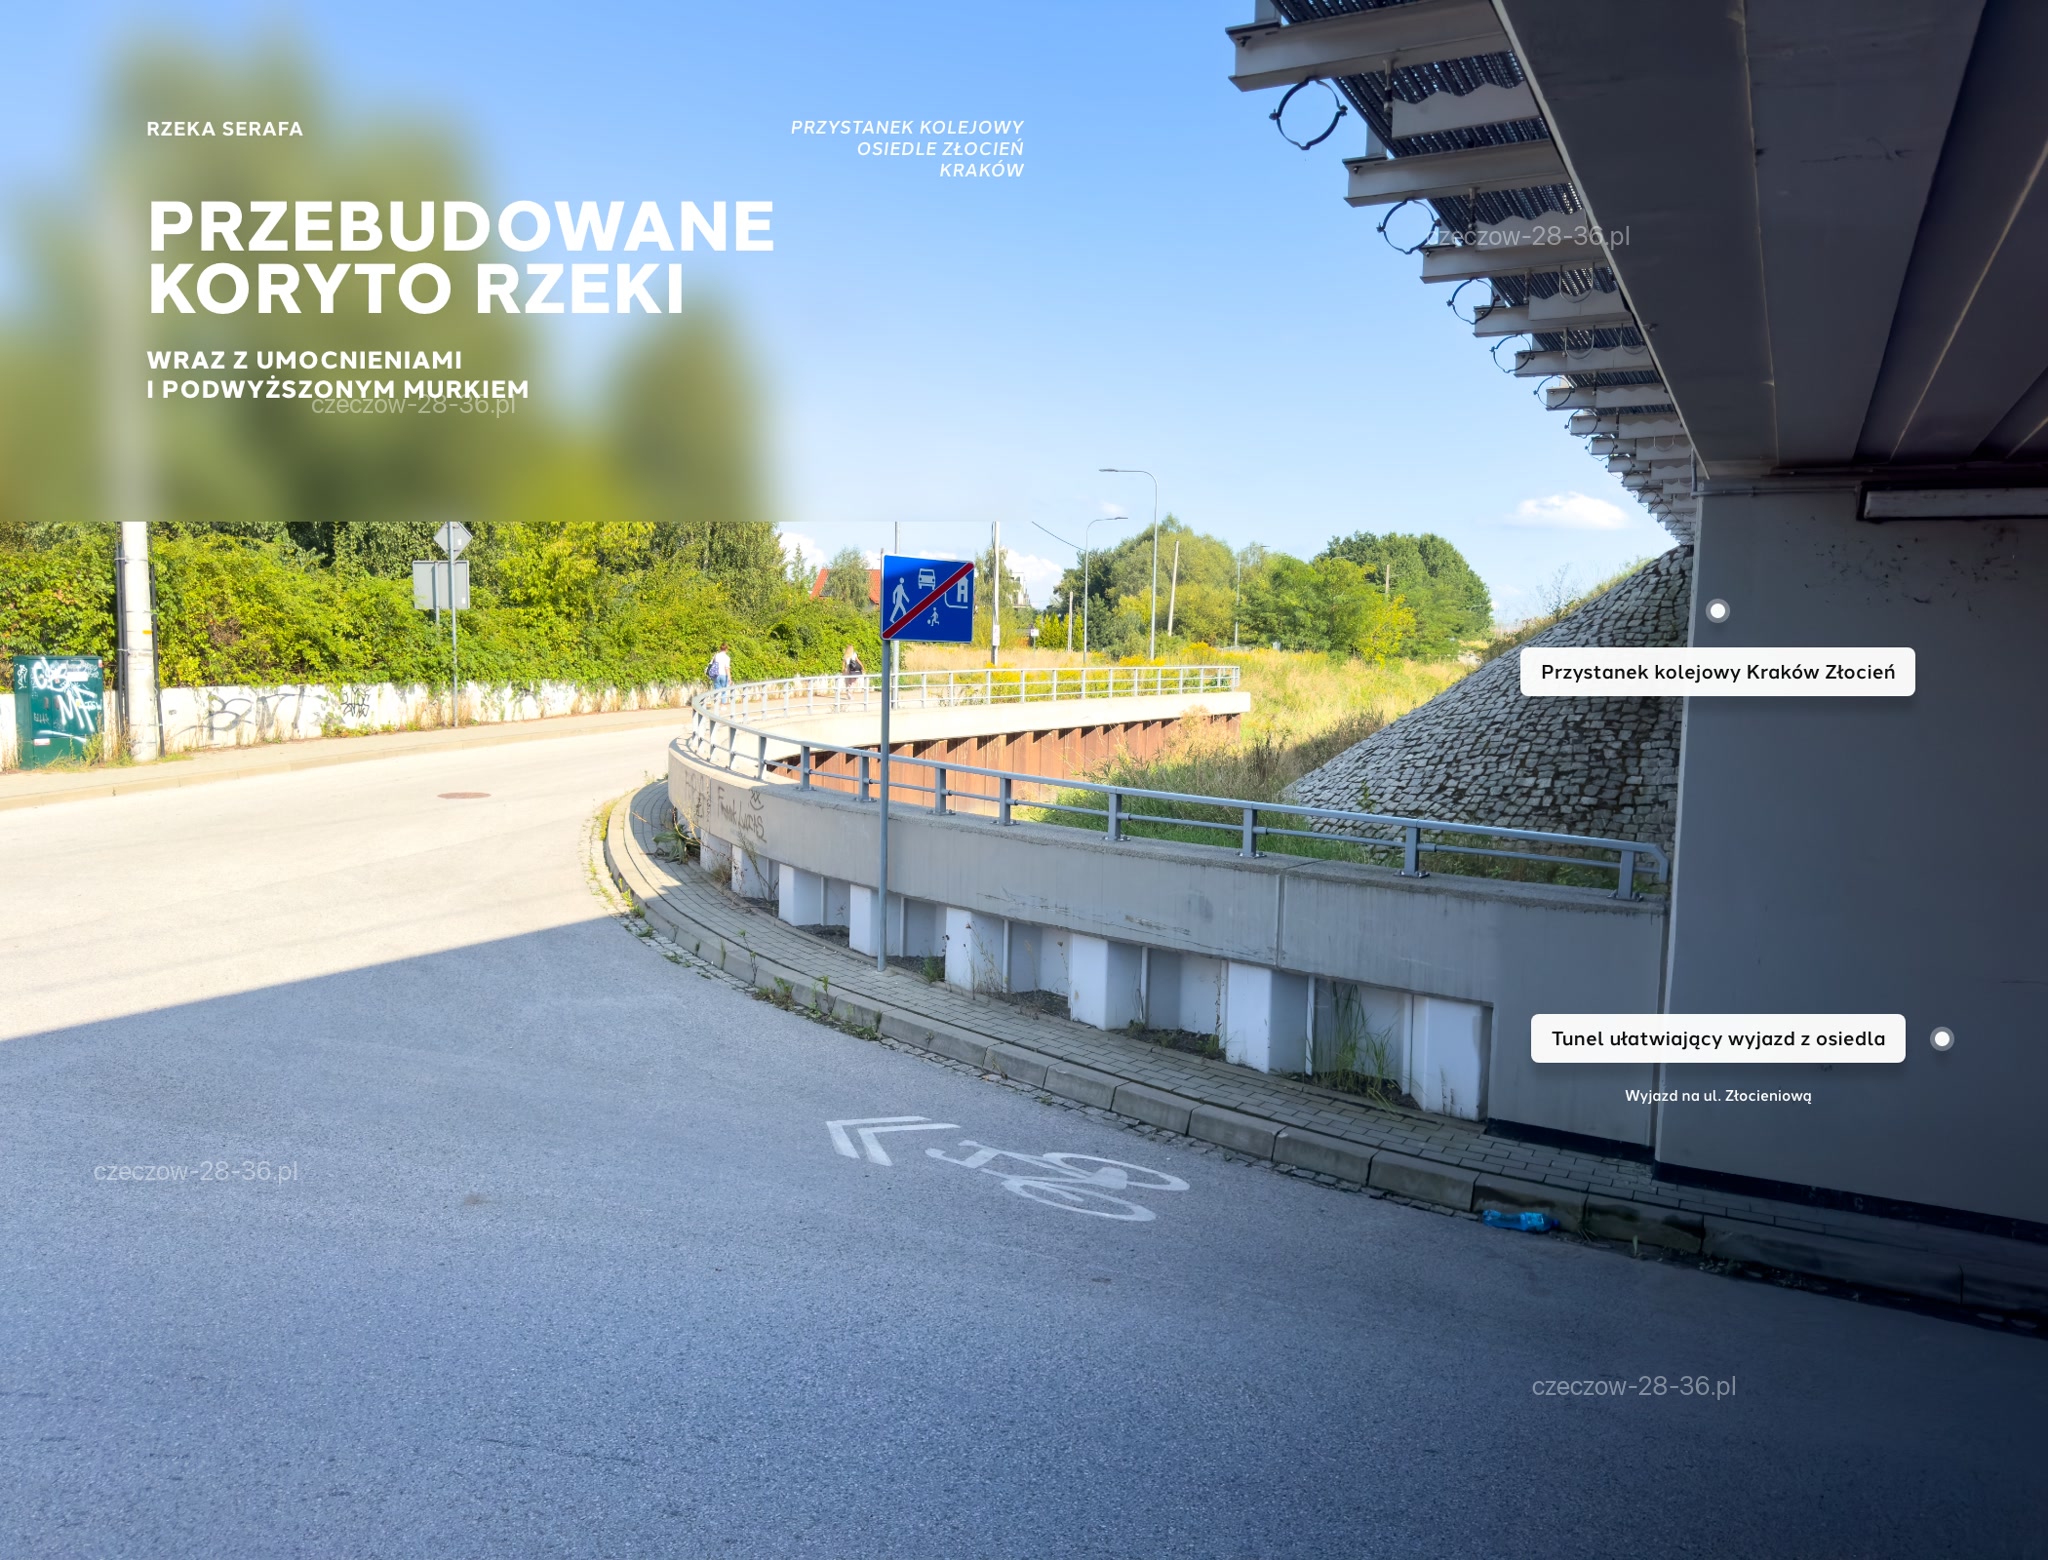 RZEKA SERAFA
PRZYSTANEK KOLEJOWY
OSIEDLE ZŁOCIEŃ
KRAKÓW
PRZEBUDOWANE
KORYTO RZEKI
WRAZ Z UMOCNIENIAMI
I PODWYŻSZONYM MURKIEM
czeczow-28-36.pl
czeczow-28-36.pl
Przystanek kolejowy Kraków Złocień
Tunel ułatwiający wyjazd z osiedla
Wyjazd na ul. Złocieniową
czeczow-28-36.pl
czeczow-28-36.pl